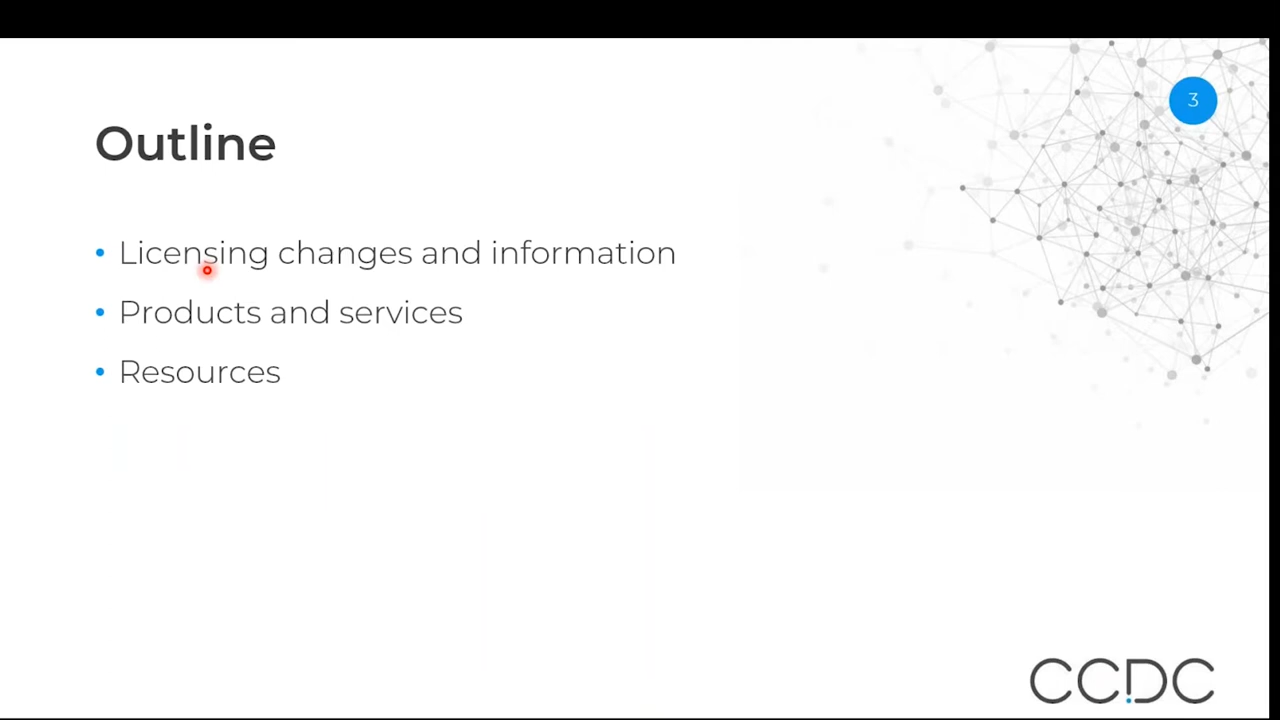 3
Outline
• Licensing changes and information
• Products and services
• Resources
CCDC